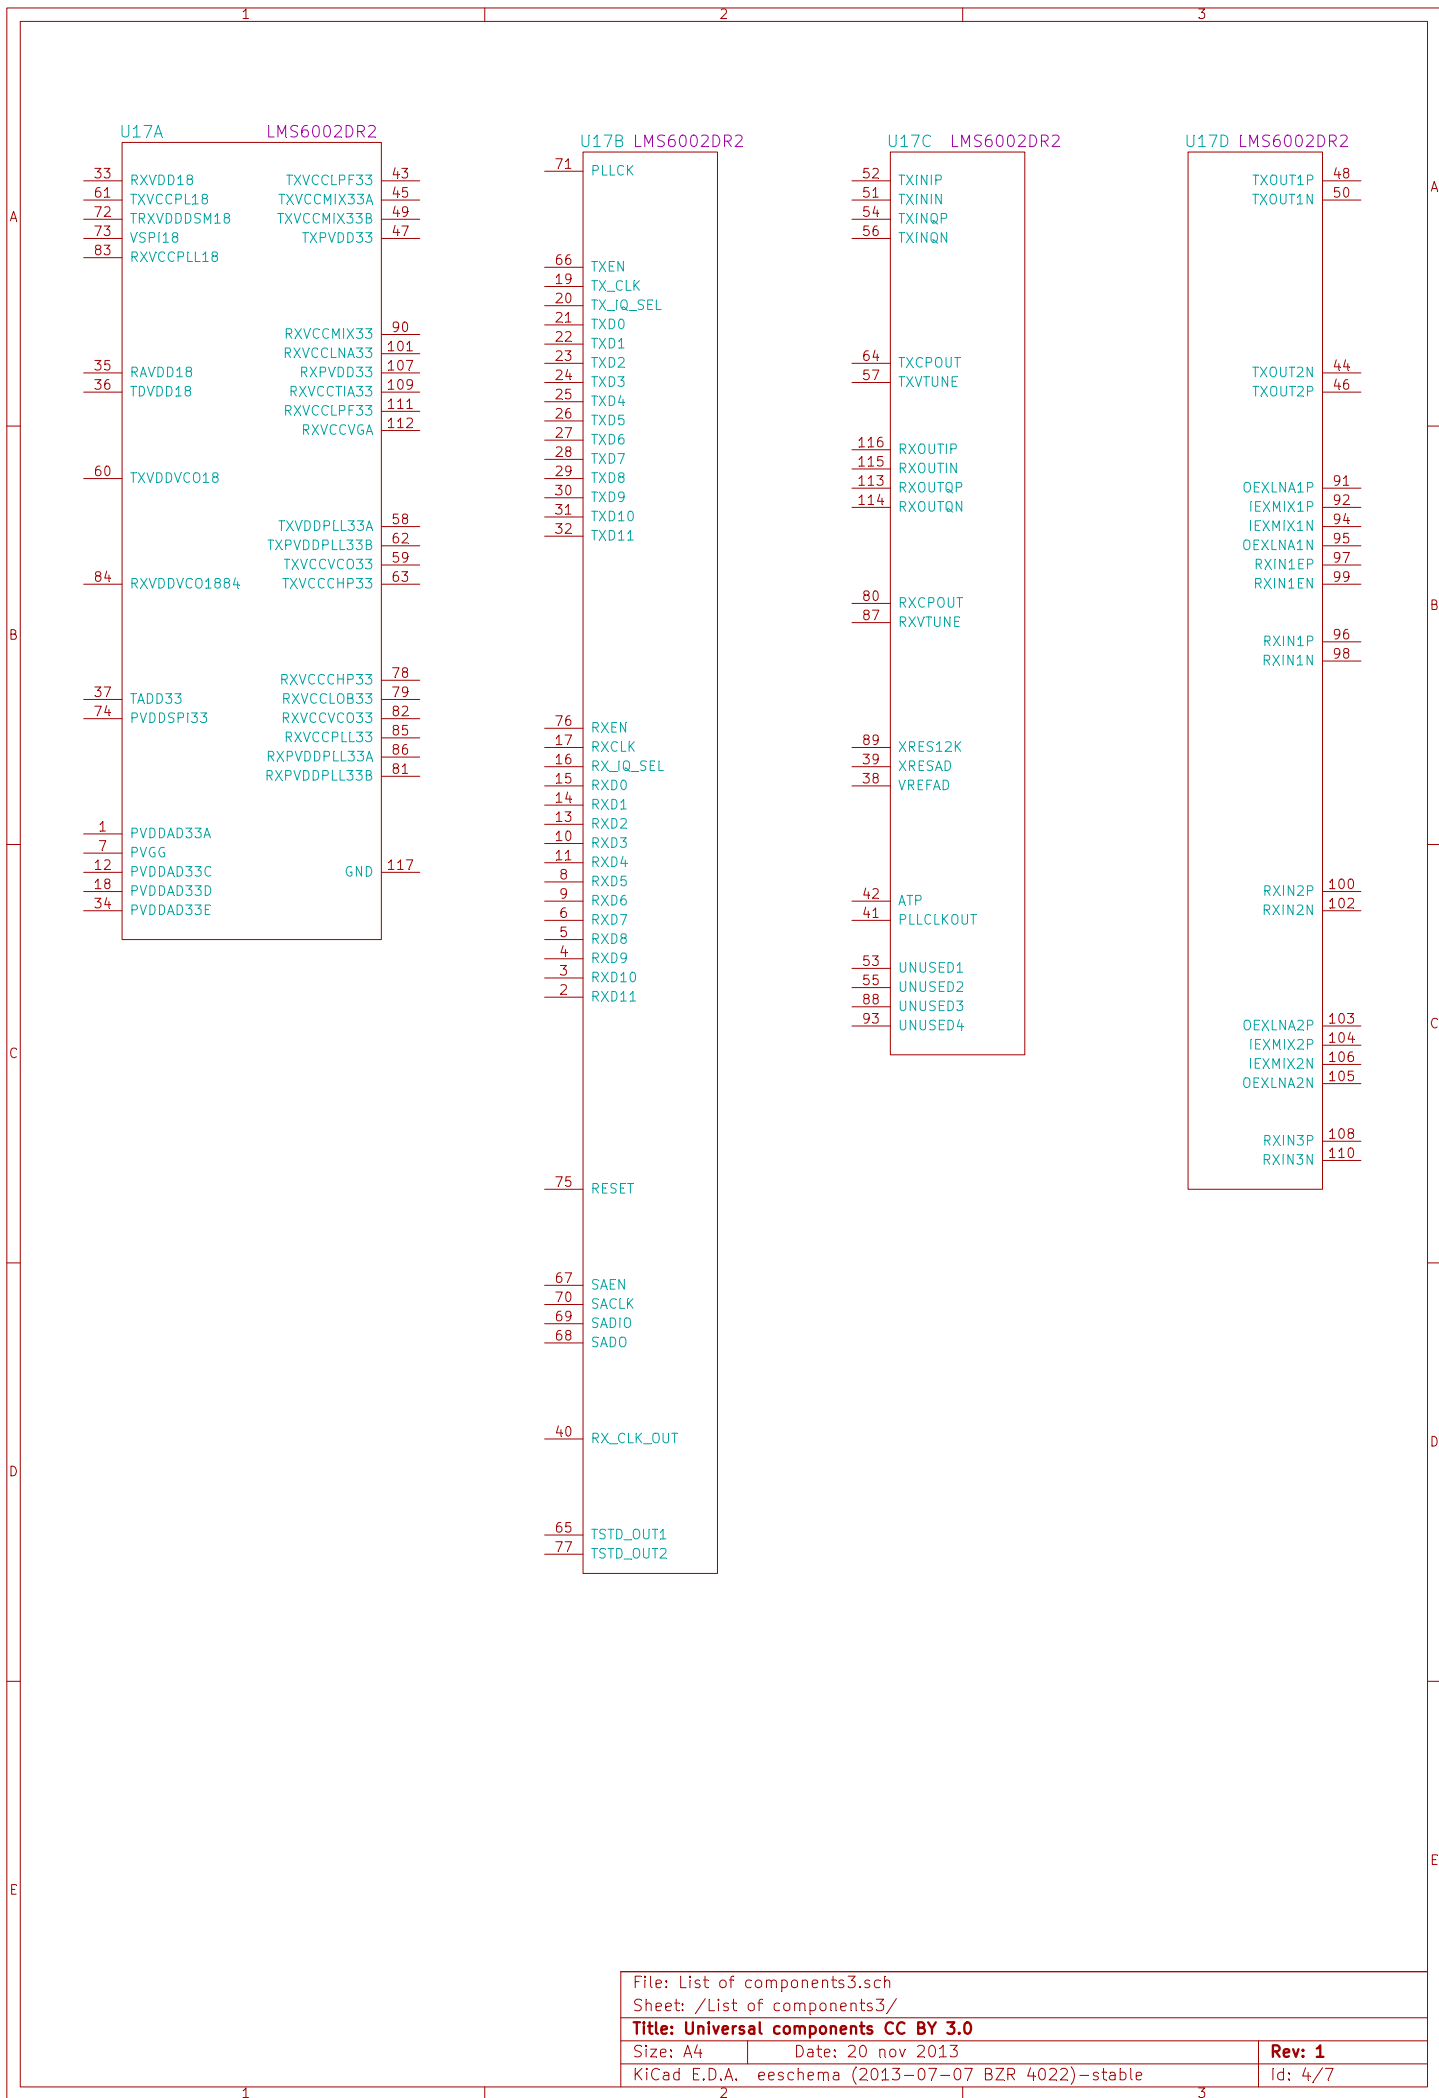 1 2 3
A
B
C
D
E
A
B
C
D
E
U17A LMS6002DR2
33 RXVDD18
61 TXVCCPL18
72 TRXVDDDSM18
73 VSPI18
83 RXVCCPLL18
35 RAVDD18
36 TDVDD18
60 TXVDDVCO18
84 RXVDDVCO1884
37 TADD33
74 PVDDSPI33
1 PVDDAD33A
7 PVGG
12 PVDDAD33C
18 PVDDAD33D
34 PVDDAD33E
TXVCCLPF33 43
TXVCCMIX33A 45
TXVCCMIX33B 49
TXPVDD33 47
RXVCCMIX33 90
RXVCCLNA33 101
RXPVDD33 107
RXVCCTIA33 109
RXVCCLPF33 111
RXVCCVGA 112
TXVDDPLL33A 58
TXPVDDPLL33B 62
TXVCCVCO33 59
TXVCCCHP33 63
RXVCCCHP33 78
RXVCCLOB33 79
RXVCCVCO33 82
RXVCCPLL33 85
RXPVDDPLL33A 86
RXPVDDPLL33B 81
GND 117
U17B LMS6002DR2
71 PLLCK
66 TXEN
19 TX_CLK
20 TX_IQ_SEL
21 TXD0
22 TXD1
23 TXD2
24 TXD3
25 TXD4
26 TXD5
27 TXD6
28 TXD7
29 TXD8
30 TXD9
31 TXD10
32 TXD11
76 RXEN
17 RXCLK
16 RX_IQ_SEL
15 RXD0
14 RXD1
13 RXD2
10 RXD3
11 RXD4
8 RXD5
9 RXD6
6 RXD7
5 RXD8
4 RXD9
3 RXD10
2 RXD11
75 RESET
67 SAEN
70 SACLK
69 SADIO
68 SADO
40 RX_CLK_OUT
65 TSTD_OUT1
77 TSTD_OUT2
U17C LMS6002DR2
52 TXINIP
51 TXININ
54 TXINQP
56 TXINQN
64 TXCPOUT
57 TXVTUNE
116 RXOUTIP
115 RXOUTIN
113 RXOUTQP
114 RXOUTQN
80 RXCPOUT
87 RXVTUNE
89 XRES12K
39 XRESAD
38 VREFAD
42 ATP
41 PLLCLKOUT
53 UNUSED1
55 UNUSED2
88 UNUSED3
93 UNUSED4
U17D LMS6002DR2
TXOUT1P 48
TXOUT1N 50
TXOUT2N 44
TXOUT2P 46
OEXLNA1P 91
IEXMIX1P 92
IEXMIX1N 94
OEXLNA1N 95
RXIN1EP 97
RXIN1EN 99
RXIN1P 96
RXIN1N 98
RXIN2P 100
RXIN2N 102
OEXLNA2P 103
IEXMIX2P 104
IEXMIX2N 106
OEXLNA2N 105
RXIN3P 108
RXIN3N 110
File: List of components3.sch
Sheet: /List of components3/
Title: Universal components CC BY 3.0
Size: A4 Date: 20 nov 2013 Rev: 1
KiCad E.D.A. eeschema (2013-07-07 BZR 4022)-stable Id: 4/7
1 2 3